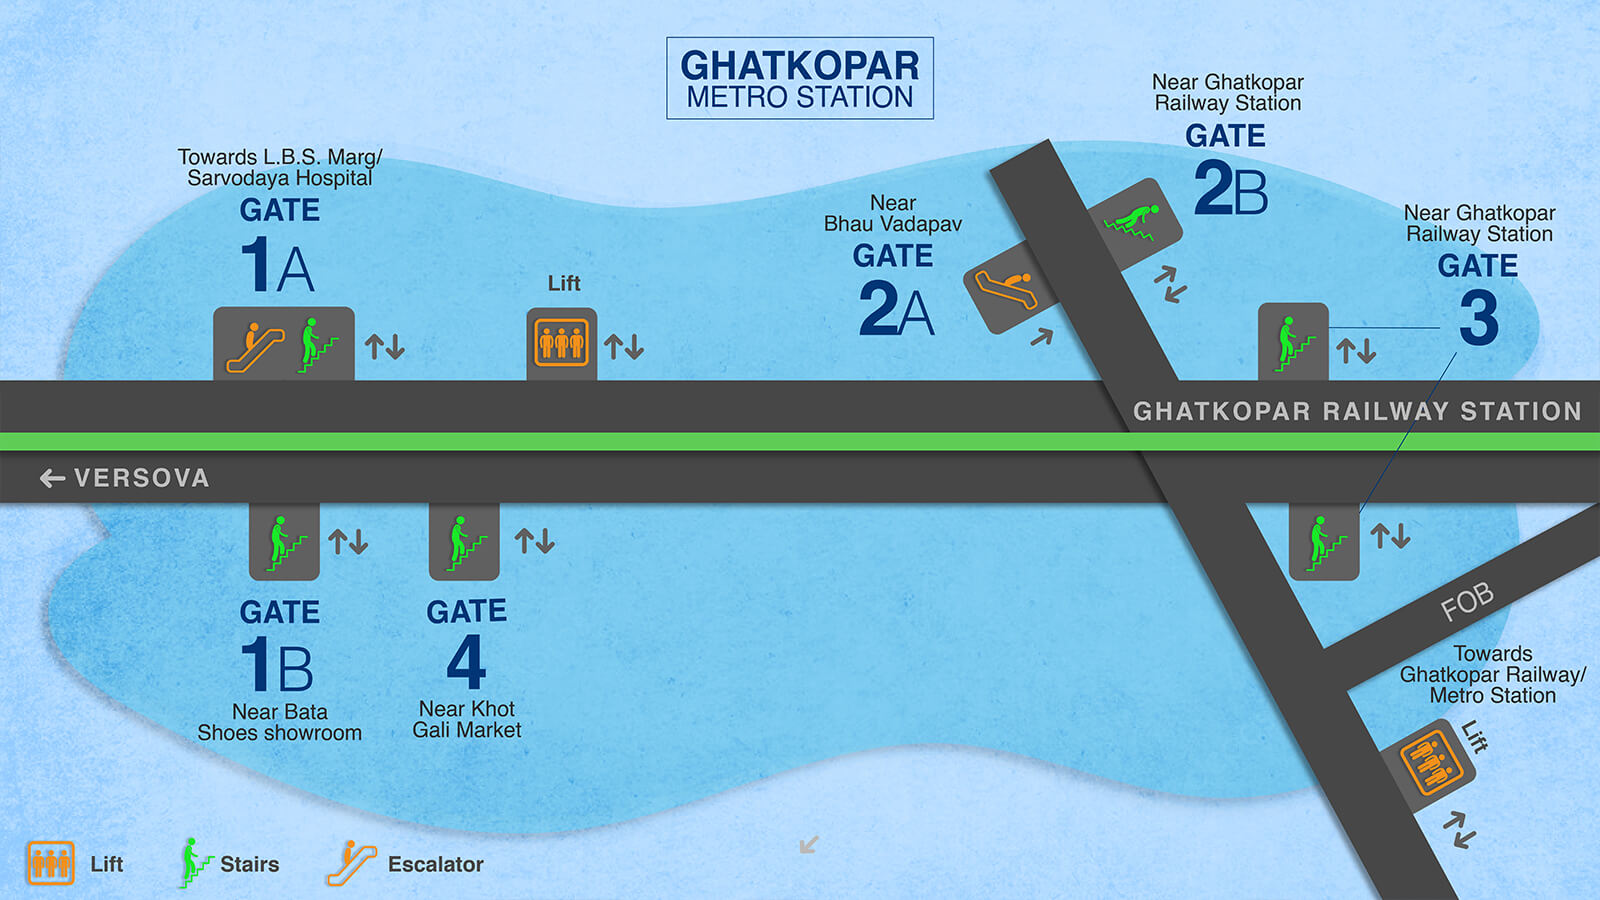 GHATKOPAR
METRO STATION
Near Ghatkopar
Railway Station
GATE
2B
Towards L.B.S. Marg/
Sarvodaya Hospital
GATE
1A
Lift
Near
Bhau Vadapav
GATE
2A
Near Ghatkopar
Railway Station
GATE
3
GHATKOPAR RAILWAY STATION
← VERSOVA
GATE
1B
Near Bata
Shoes showroom
GATE
4
Near Khot
Gali Market
FOB
Towards
Ghatkopar Railway/
Metro Station
Lift
Lift
Stairs
Escalator